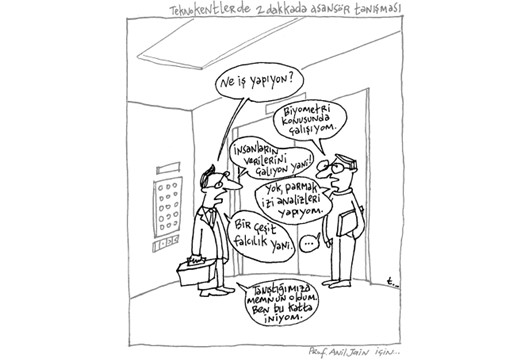 Teknokentlerde 2 dakkada asansör tanışması
Ne iş yapıyon?
Biyometri
konusunda
çalışıyom.
İnsanların
verilerini
çalıyon yani!
Yok, parmak
izi analizleri
yapıyom.
Bir çeşit
falcılık yani.
...
Tanıştığımıza
memnun oldum.
Ben bu katta
iniyom.
t...
Prof. Anil Jain için..